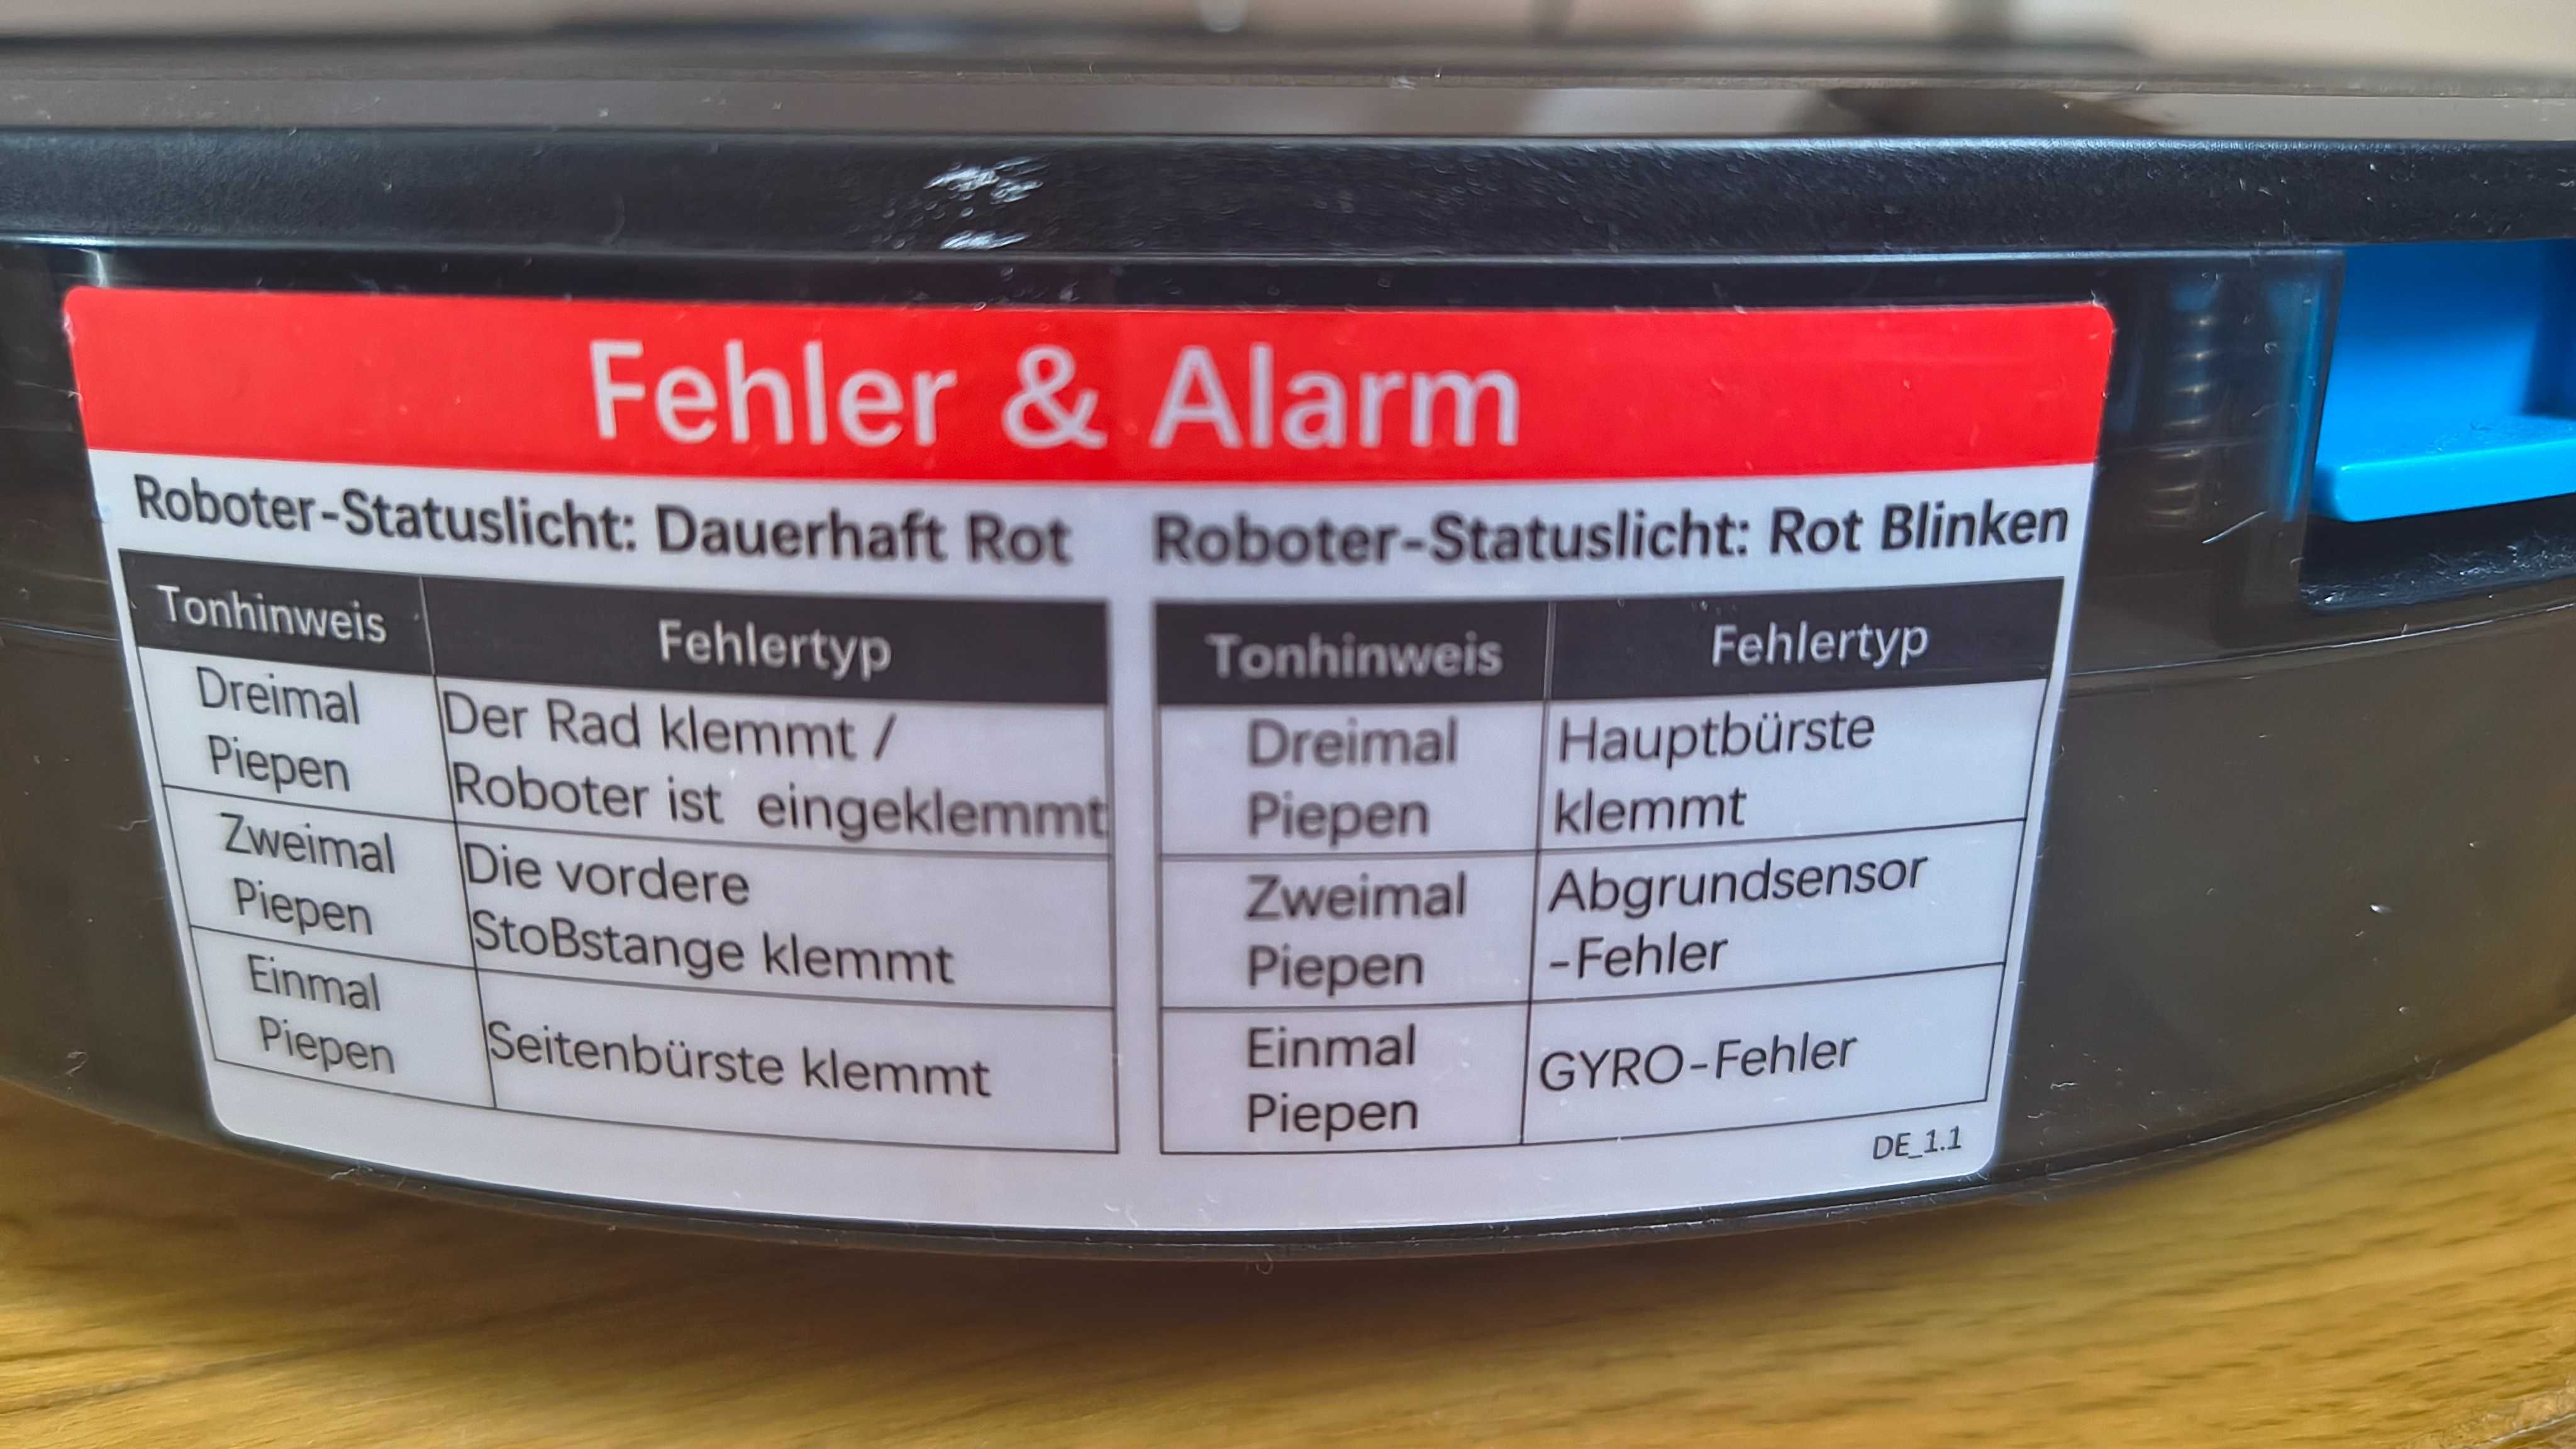 Fehler & Alarm
Roboter-Statuslicht: Dauerhaft Rot
Tonhinweis Fehlertyp
Dreimal
Piepen
Der Rad klemmt /
Roboter ist eingeklemmt
Zweimal
Piepen
Die vordere
StoBstange klemmt
Einmal
Piepen
Seitenbürste klemmt
Roboter-Statuslicht: Rot Blinken
Tonhinweis Fehlertyp
Dreimal
Piepen
Hauptbürste
klemmt
Zweimal
Piepen
Abgrundsensor
-Fehler
Einmal
Piepen
GYRO-Fehler
DE_1.1